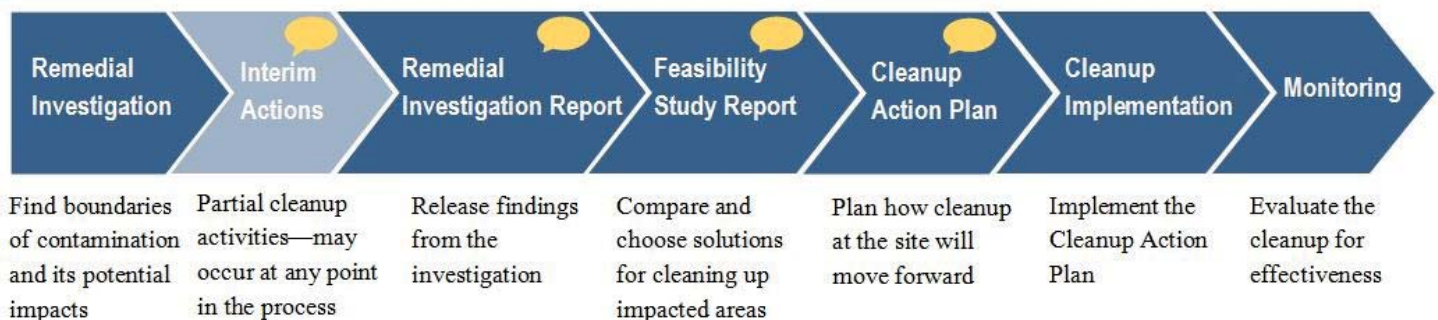 Remedial
Investigation
Interim
Actions
Remedial
Investigation Report
Feasibility
Study Report
Cleanup
Action Plan
Cleanup
Implementation
Monitoring
Find boundaries
of contamination
and its potential
impacts
Partial cleanup
activities—may
occur at any point
in the process
Release findings
from the
investigation
Compare and
choose solutions
for cleaning up
impacted areas
Plan how cleanup
at the site will
move forward
Implement the
Cleanup Action
Plan
Evaluate the
cleanup for
effectiveness